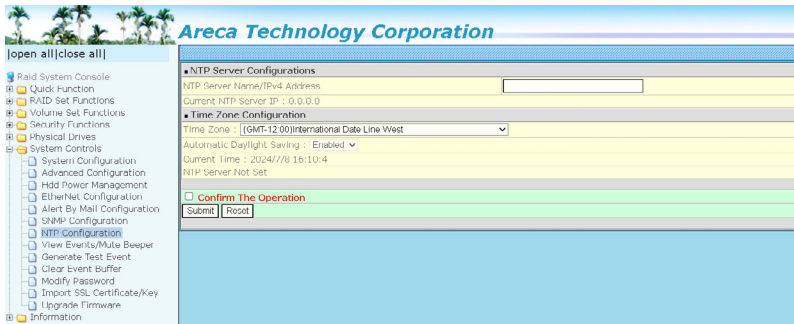 Areca Technology Corporation
|open all|close all|
Raid System Console
Quick Function
RAID Set Functions
Volume Set Functions
Security Functions
Physical Drives
System Controls
System Configuration
Advanced Configuration
Hdd Power Management
EtherNet Configuration
Alert By Mail Configuration
SNMP Configuration
NTP Configuration
View Events/Mute Beeper
Generate Test Event
Clear Event Buffer
Modify Password
Import SSL Certificate/Key
Upgrade Firmware
Information
NTP Server Configurations
NTP Server Name/IPv4 Address
Current NTP Server IP : 0.0.0.0
Time Zone Configuration
Time Zone : (GMT-12:00)International Date Line West
Automatic Daylight Saving : Enabled
Current Time : 2024/7/8 16:10:4
NTP Server Not Set
Confirm The Operation
Submit Reset